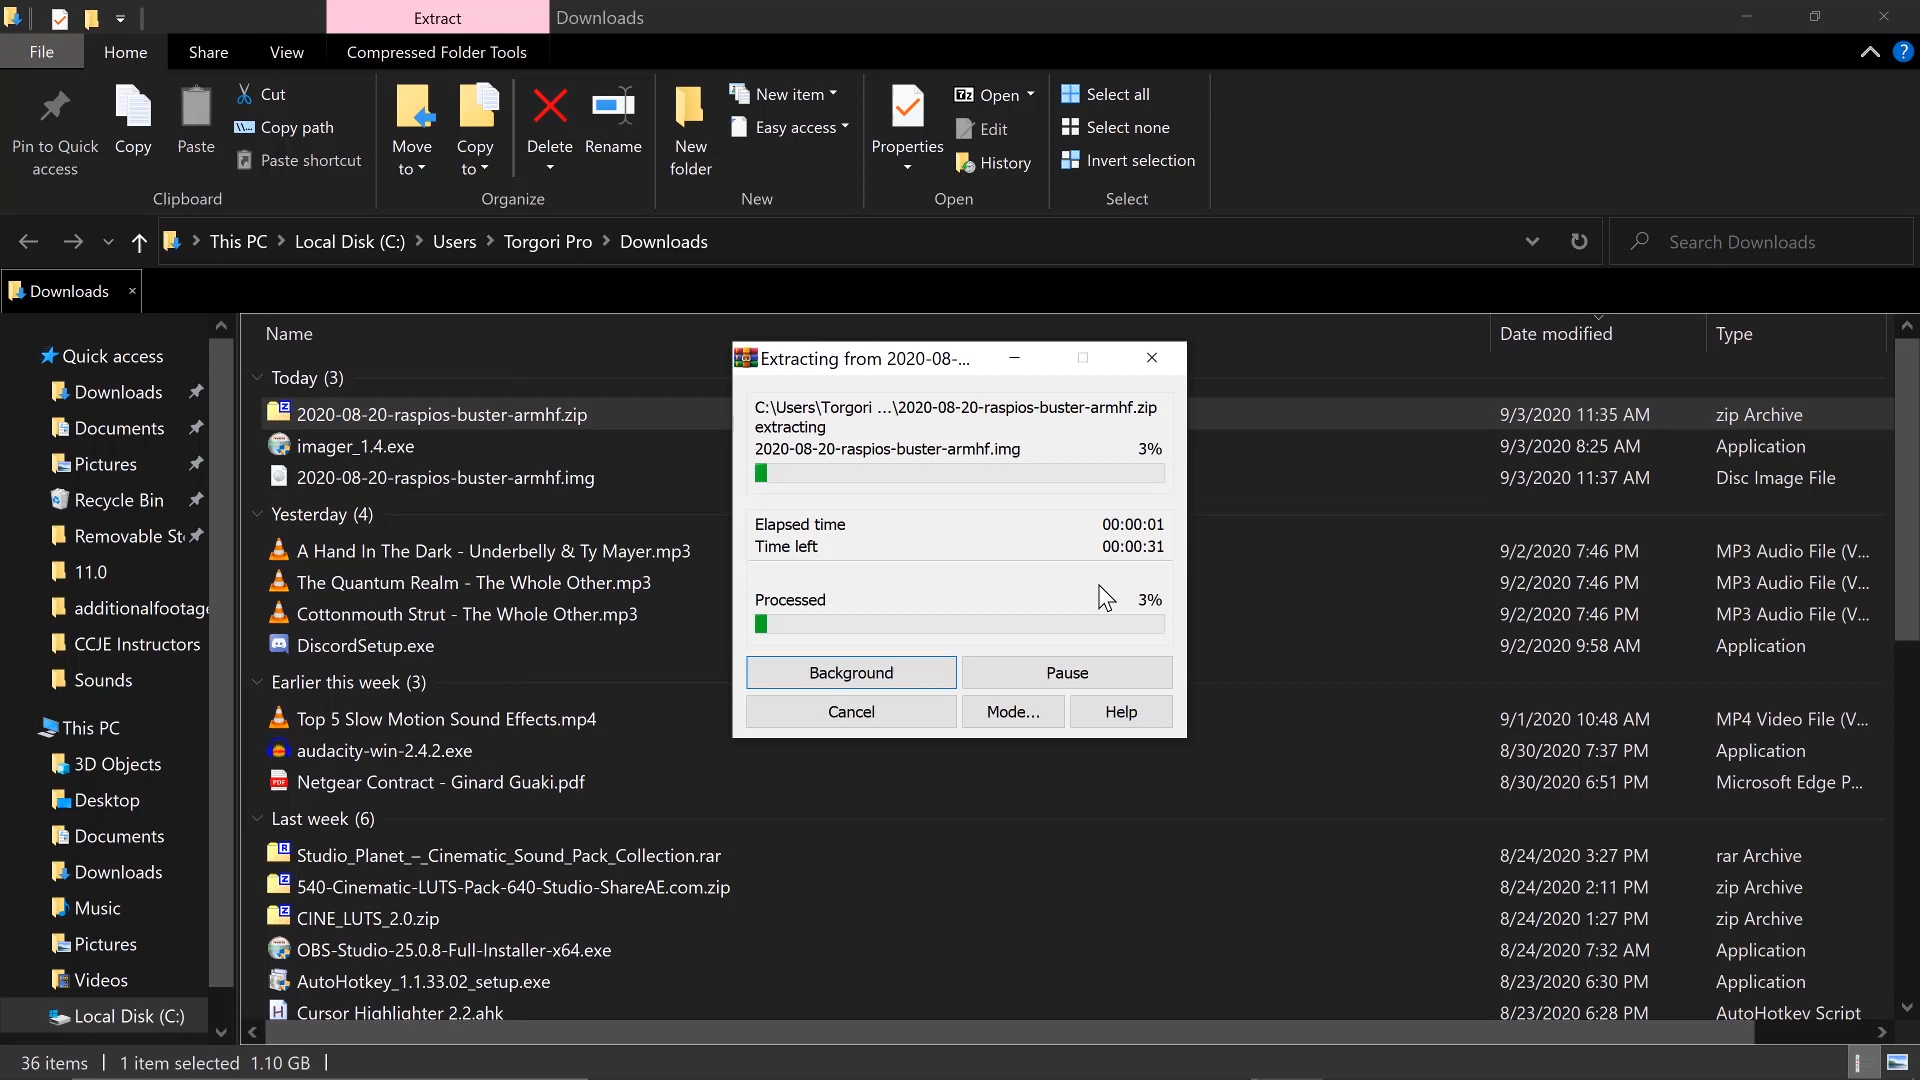 Extract
Downloads
File
Home
Share
View
Compressed Folder Tools
Pin to Quick access
Copy
Paste
Cut
Copy path
Paste shortcut
Clipboard
Move to
Copy to
Delete
Rename
Organize
New folder
New item
Easy access
New
Properties
Open
Edit
History
Open
Select all
Select none
Invert selection
Select
This PC > Local Disk (C:) > Users > Torgori Pro > Downloads
Search Downloads
Downloads
Quick access
Downloads
Documents
Pictures
Recycle Bin
Removable St
11.0
additionalfootage
CCJE Instructors
Sounds
This PC
3D Objects
Desktop
Documents
Downloads
Music
Pictures
Videos
Local Disk (C:)
Name Date modified Type
Today (3)
2020-08-20-raspios-buster-armhf.zip 9/3/2020 11:35 AM zip Archive
imager_1.4.exe 9/3/2020 8:25 AM Application
2020-08-20-raspios-buster-armhf.img 9/3/2020 11:37 AM Disc Image File
Yesterday (4)
A Hand In The Dark - Underbelly & Ty Mayer.mp3 9/2/2020 7:46 PM MP3 Audio File (V...
The Quantum Realm - The Whole Other.mp3 9/2/2020 7:46 PM MP3 Audio File (V...
Cottonmouth Strut - The Whole Other.mp3 9/2/2020 7:46 PM MP3 Audio File (V...
DiscordSetup.exe 9/2/2020 9:58 AM Application
Earlier this week (3)
Top 5 Slow Motion Sound Effects.mp4 9/1/2020 10:48 AM MP4 Video File (V...
audacity-win-2.4.2.exe 8/30/2020 7:37 PM Application
Netgear Contract - Ginard Guaki.pdf 8/30/2020 6:51 PM Microsoft Edge P...
Last week (6)
Studio_Planet_–_Cinematic_Sound_Pack_Collection.rar 8/24/2020 3:27 PM rar Archive
540-Cinematic-LUTS-Pack-640-Studio-ShareAE.com.zip 8/24/2020 2:11 PM zip Archive
CINE_LUTS_2.0.zip 8/24/2020 1:27 PM zip Archive
OBS-Studio-25.0.8-Full-Installer-x64.exe 8/24/2020 7:32 AM Application
AutoHotkey_1.1.33.02_setup.exe 8/23/2020 6:30 PM Application
Cursor Highlighter 2.2.ahk 8/23/2020 6:28 PM AutoHotkey Script
Extracting from 2020-08-...
C:\Users\Torgori ...\2020-08-20-raspios-buster-armhf.zip
extracting
2020-08-20-raspios-buster-armhf.img 3%
Elapsed time 00:00:01
Time left 00:00:31
Processed 3%
Background
Pause
Cancel
Mode...
Help
36 items 1 item selected 1.10 GB